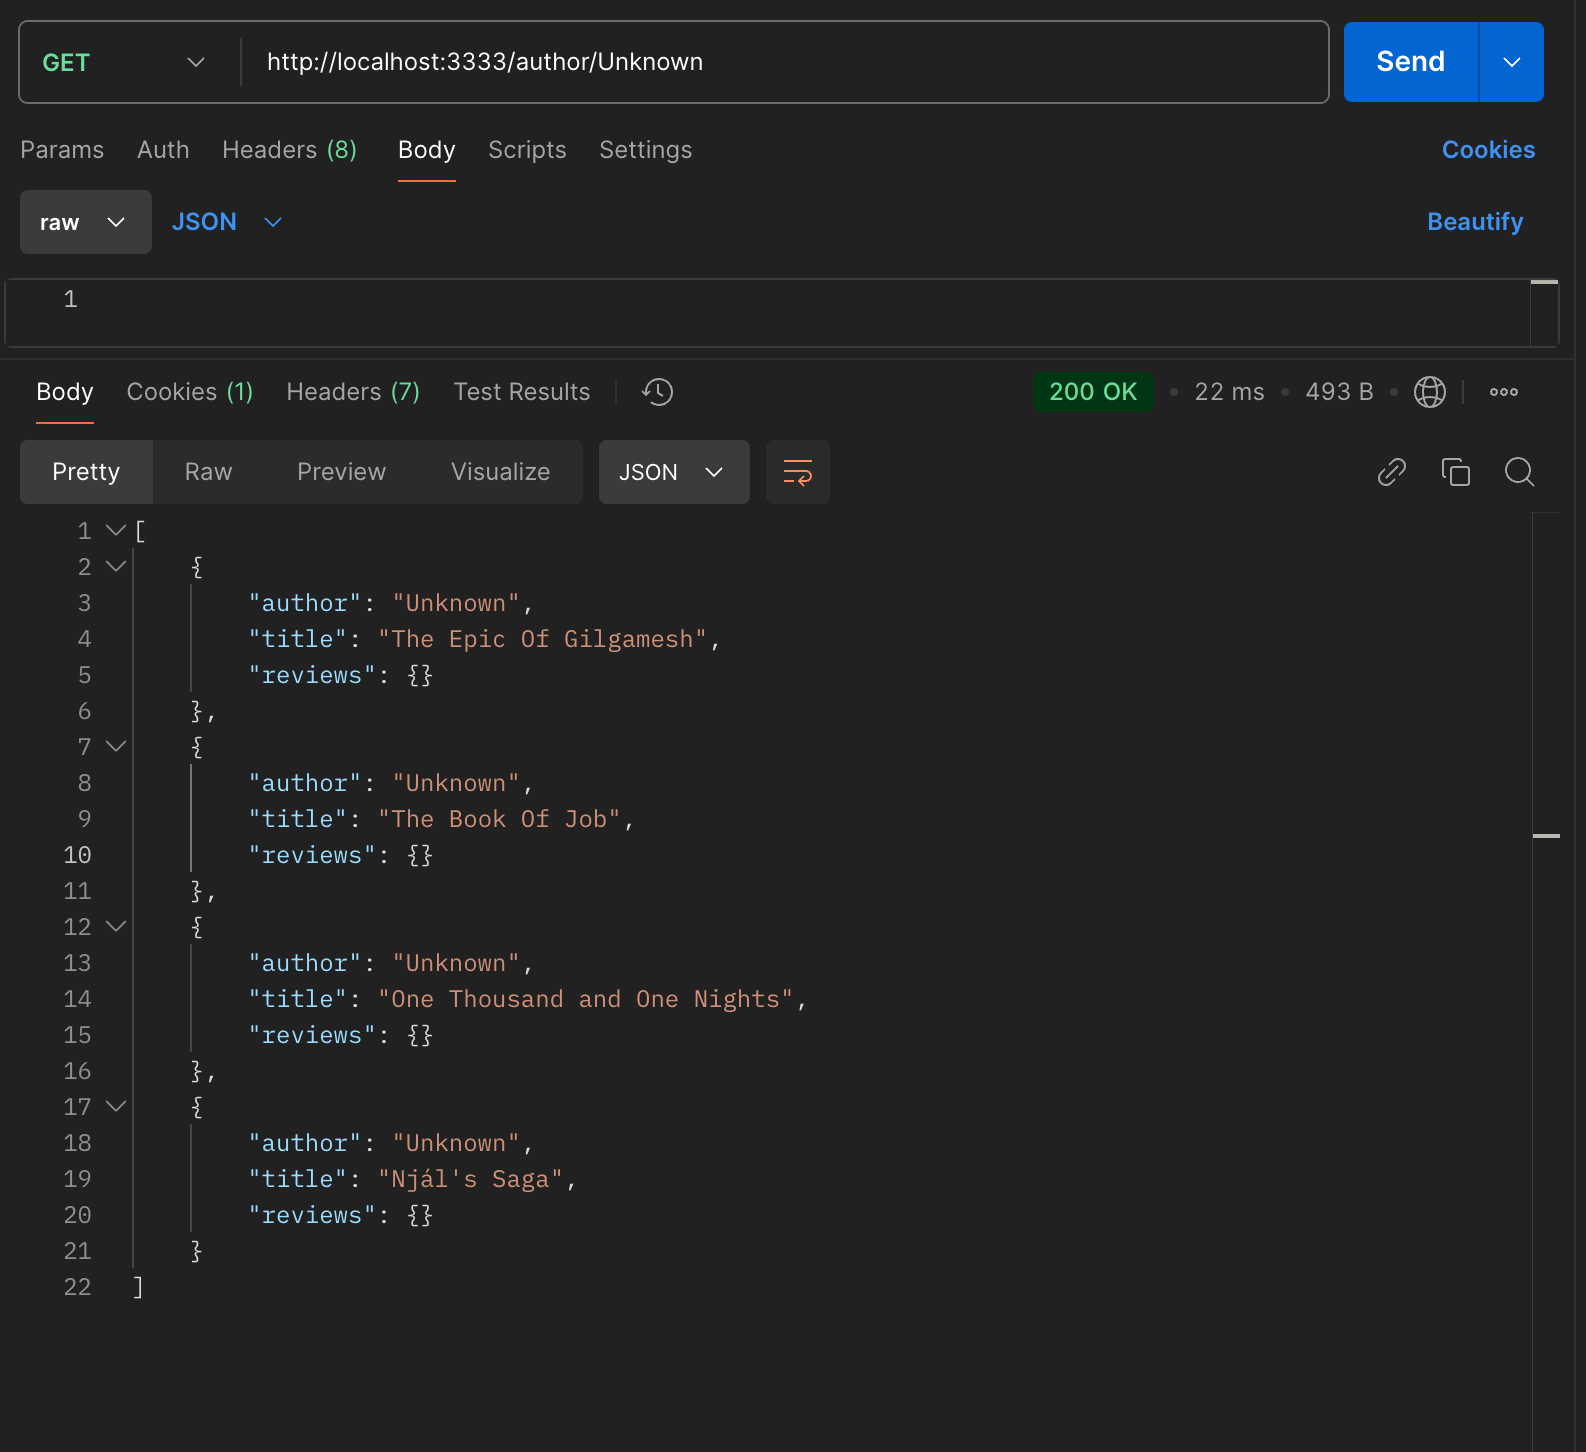 GET http://localhost:3333/author/Unknown Send
Params Auth Headers (8) Body Scripts Settings Cookies
raw JSON Beautify
1
Body Cookies (1) Headers (7) Test Results 200 OK • 22 ms • 493 B •
Pretty Raw Preview Visualize JSON
1 [
2 {
3 "author": "Unknown",
4 "title": "The Epic Of Gilgamesh",
5 "reviews": {}
6 },
7 {
8 "author": "Unknown",
9 "title": "The Book Of Job",
10 "reviews": {}
11 },
12 {
13 "author": "Unknown",
14 "title": "One Thousand and One Nights",
15 "reviews": {}
16 },
17 {
18 "author": "Unknown",
19 "title": "Njál's Saga",
20 "reviews": {}
21 }
22 ]